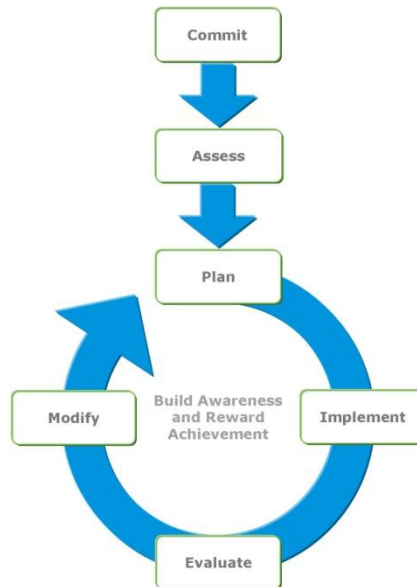 Commit
Assess
Plan
Modify
Build Awareness
and Reward
Achievement
Implement
Evaluate